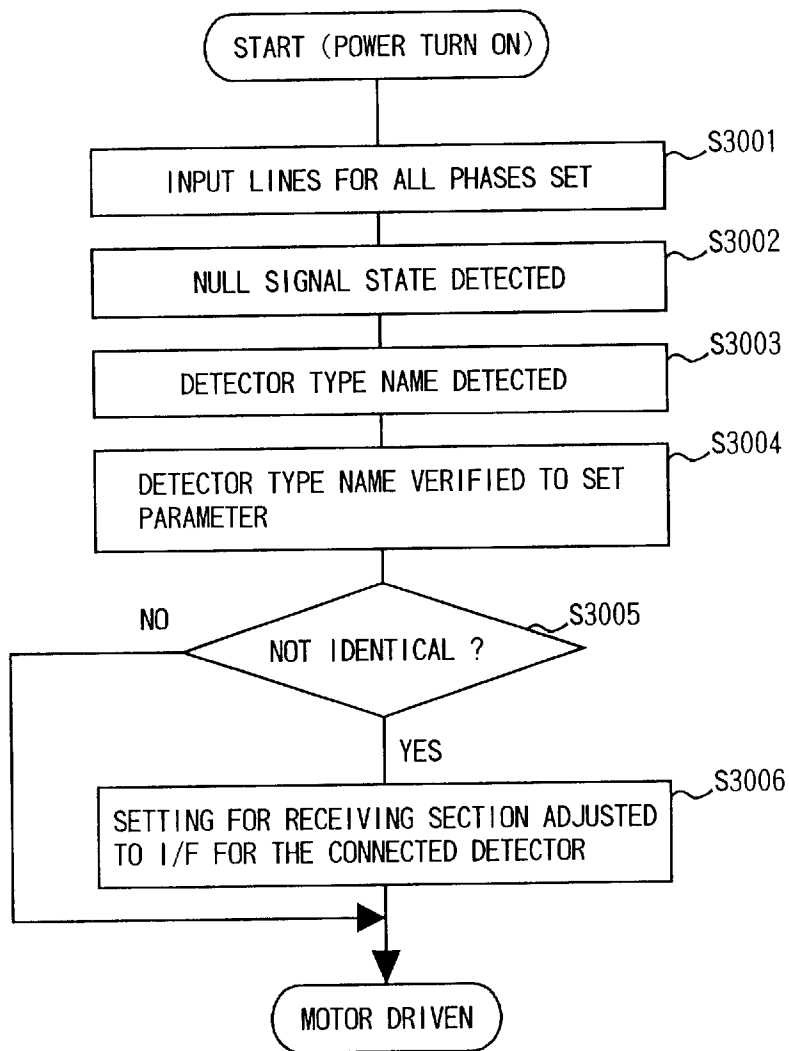 START (POWER TURN ON)
S3001
INPUT LINES FOR ALL PHASES SET
S3002
NULL SIGNAL STATE DETECTED
S3003
DETECTOR TYPE NAME DETECTED
S3004
DETECTOR TYPE NAME VERIFIED TO SET
PARAMETER
NO
S3005
NOT IDENTICAL ?
YES
S3006
SETTING FOR RECEIVING SECTION ADJUSTED
TO I/F FOR THE CONNECTED DETECTOR
MOTOR DRIVEN